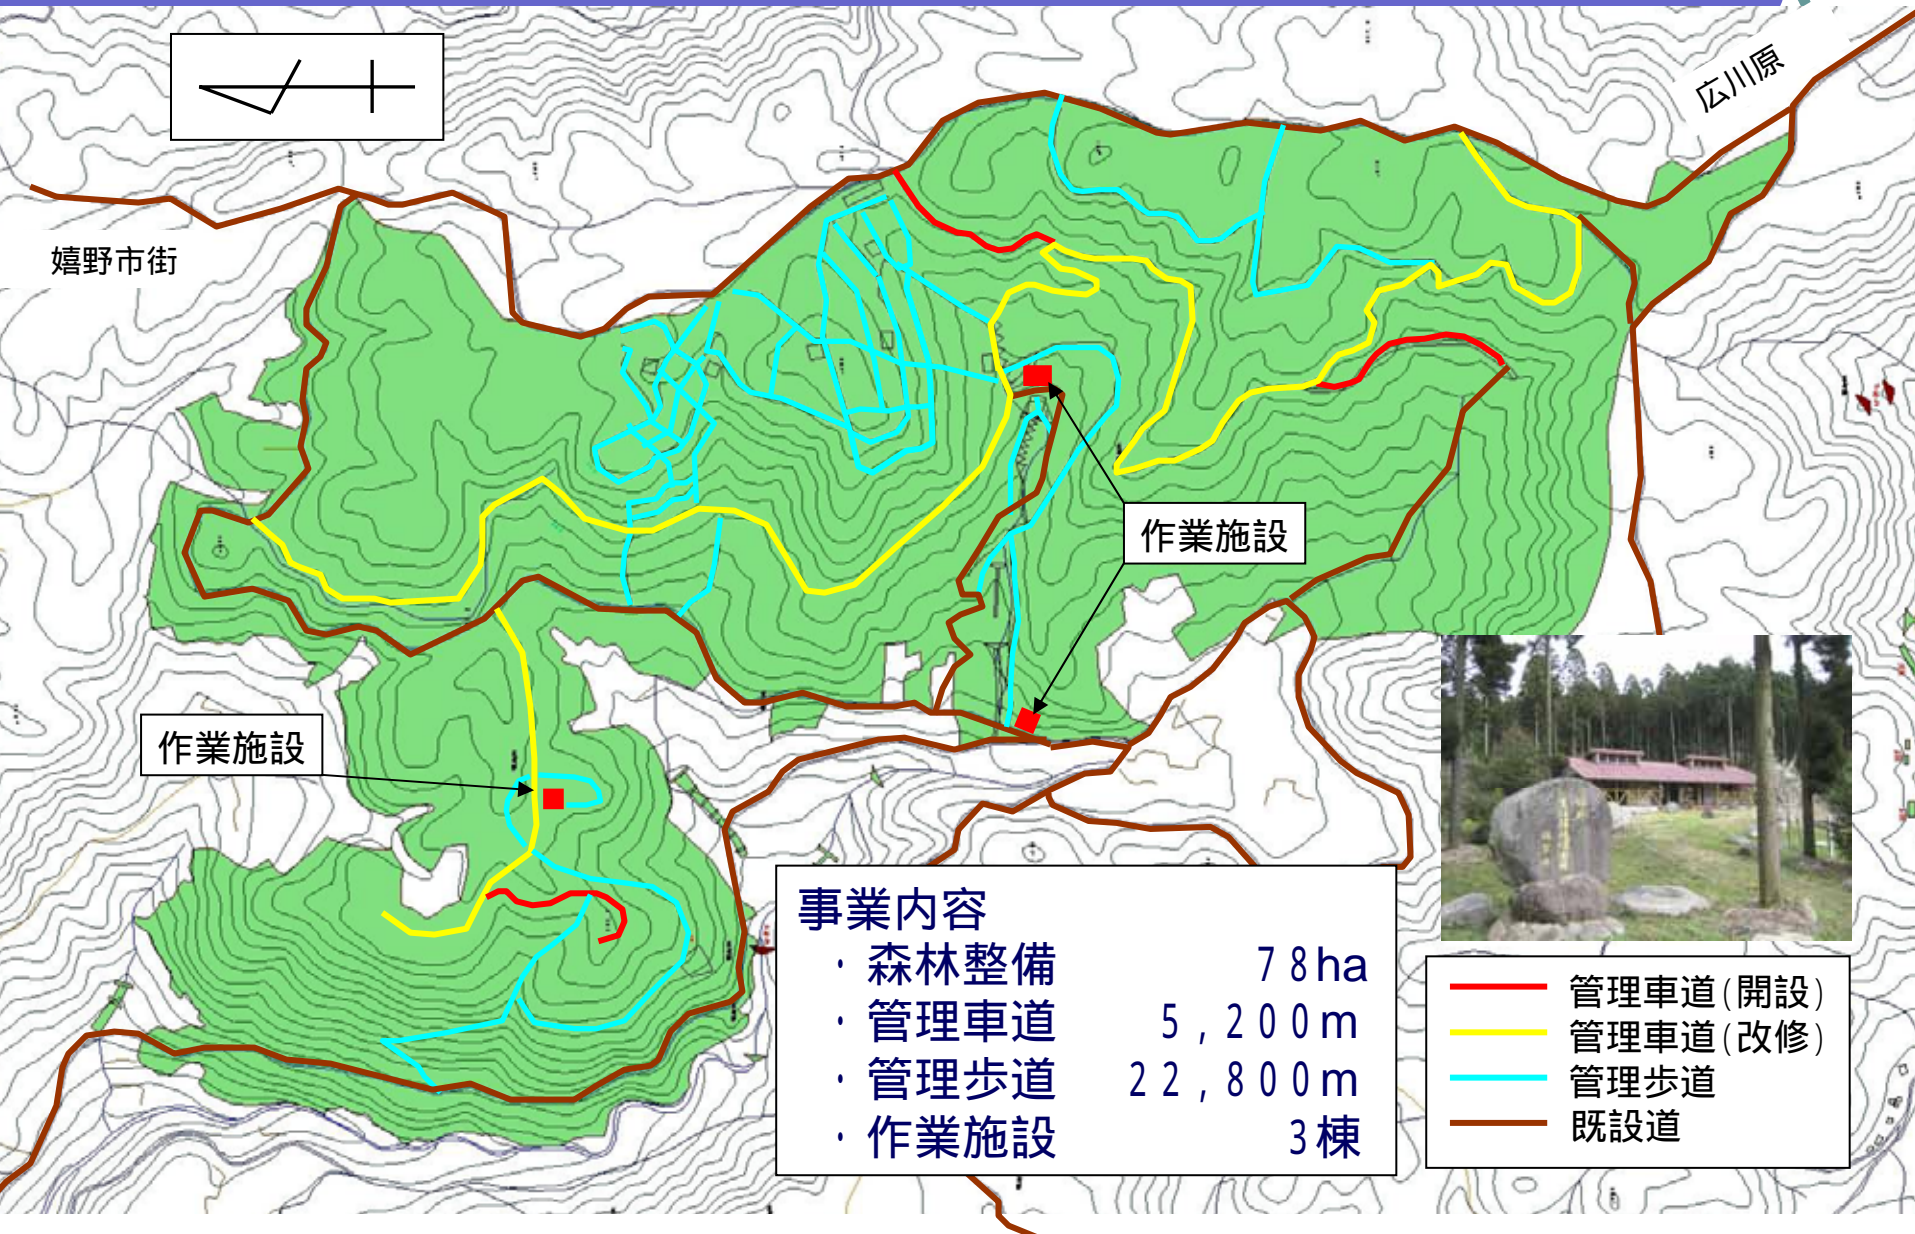 広川原
嬉野市街
作業施設
作業施設
事業内容
・森林整備 78ha
・管理車道 5,200m
・管理歩道 22,800m
・作業施設 3棟
管理車道(開設)
管理車道(改修)
管理歩道
既設道